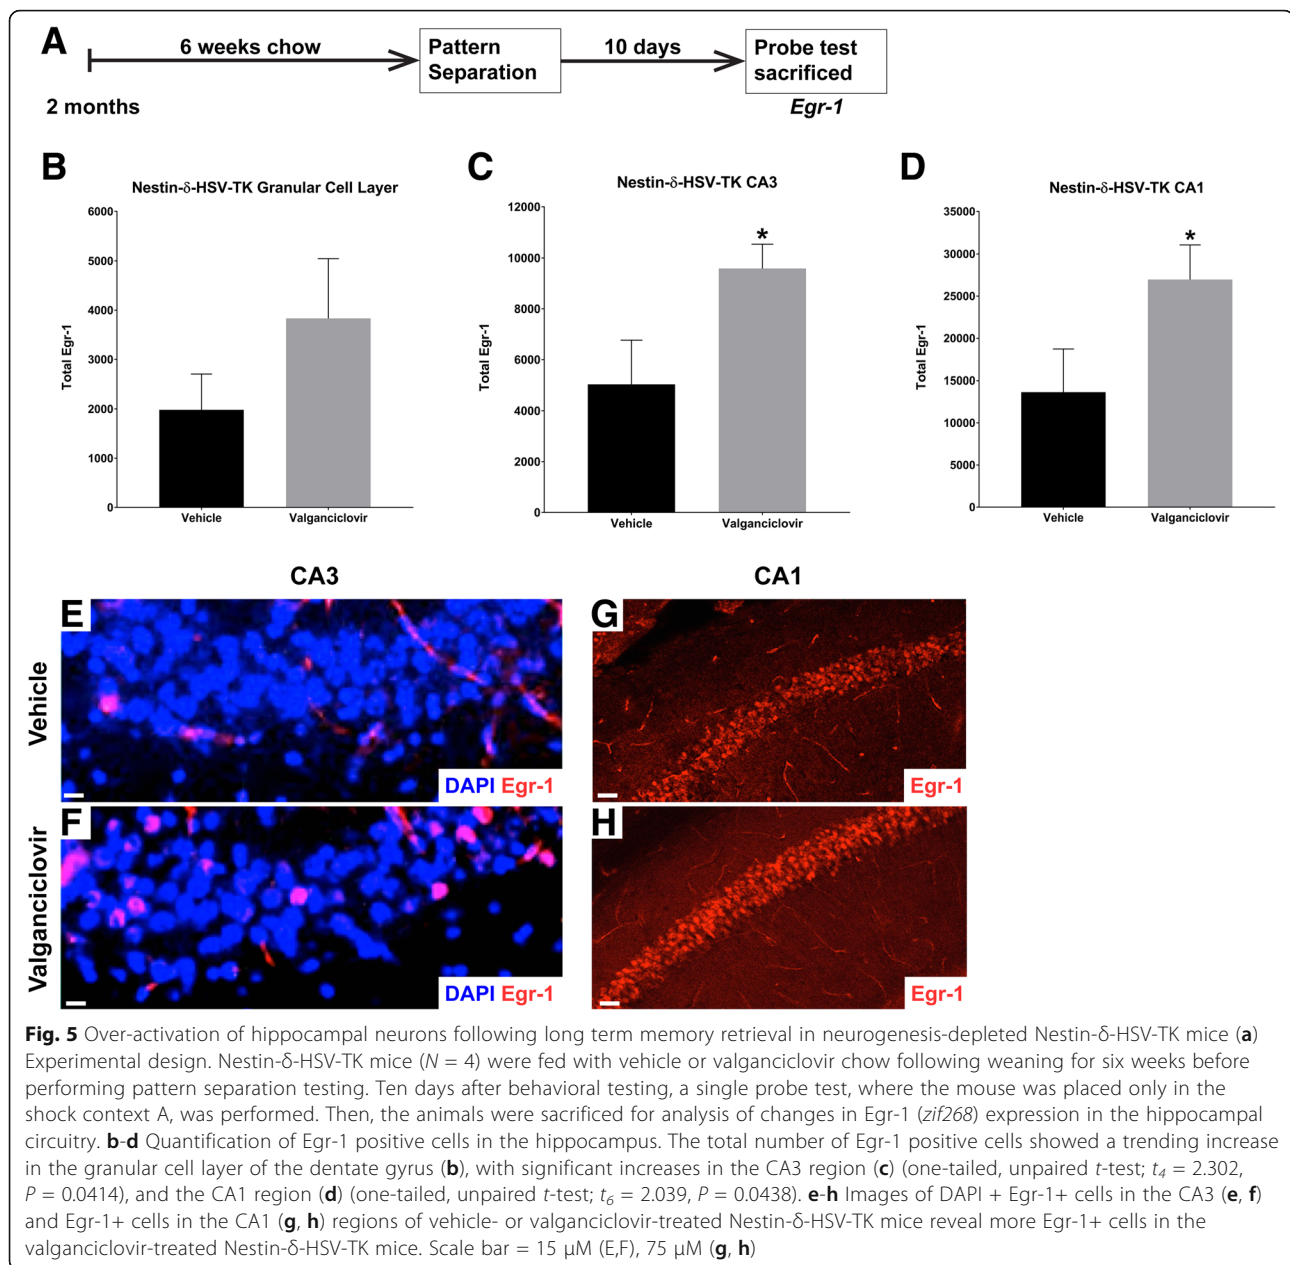 A
6 weeks chow
Pattern
Separation
10 days
Probe test
sacrificed
2 months
Egr-1
B
Nestin-δ-HSV-TK Granular Cell Layer
Total Egr-1
6000
5000
4000
3000
2000
1000
0
Vehicle
Valganciclovir
C
Nestin-δ-HSV-TK CA3
Total Egr-1
12000
10000
8000
6000
4000
2000
0
*
Vehicle
Valganciclovir
D
Nestin-δ-HSV-TK CA1
Total Egr-1
35000
30000
25000
20000
15000
10000
5000
0
*
Vehicle
Valganciclovir
CA3
CA1
Vehicle
E
DAPI Egr-1
G
Egr-1
Valganciclovir
F
DAPI Egr-1
H
Egr-1
Fig. 5 Over-activation of hippocampal neurons following long term memory retrieval in neurogenesis-depleted Nestin-δ-HSV-TK mice (a)
Experimental design. Nestin-δ-HSV-TK mice (N = 4) were fed with vehicle or valganciclovir chow following weaning for six weeks before
performing pattern separation testing. Ten days after behavioral testing, a single probe test, where the mouse was placed only in the
shock context A, was performed. Then, the animals were sacrificed for analysis of changes in Egr-1 (zif268) expression in the hippocampal
circuitry. b-d Quantification of Egr-1 positive cells in the hippocampus. The total number of Egr-1 positive cells showed a trending increase
in the granular cell layer of the dentate gyrus (b), with significant increases in the CA3 region (c) (one-tailed, unpaired t-test; t4 = 2.302,
P = 0.0414), and the CA1 region (d) (one-tailed, unpaired t-test; t6 = 2.039, P = 0.0438). e-h Images of DAPI + Egr-1+ cells in the CA3 (e, f)
and Egr-1+ cells in the CA1 (g, h) regions of vehicle- or valganciclovir-treated Nestin-δ-HSV-TK mice reveal more Egr-1+ cells in the
valganciclovir-treated Nestin-δ-HSV-TK mice. Scale bar = 15 μM (E,F), 75 μM (g, h)